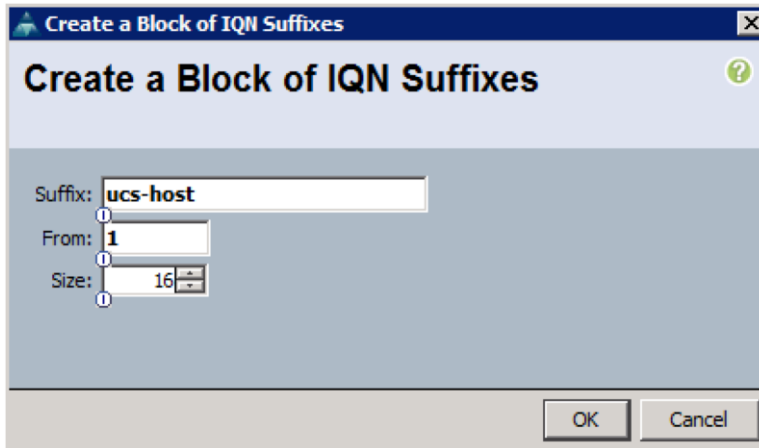 Create a Block of IQN Suffixes
Create a Block of IQN Suffixes
Suffix: ucs-host
From: 1
Size: 16
OK Cancel